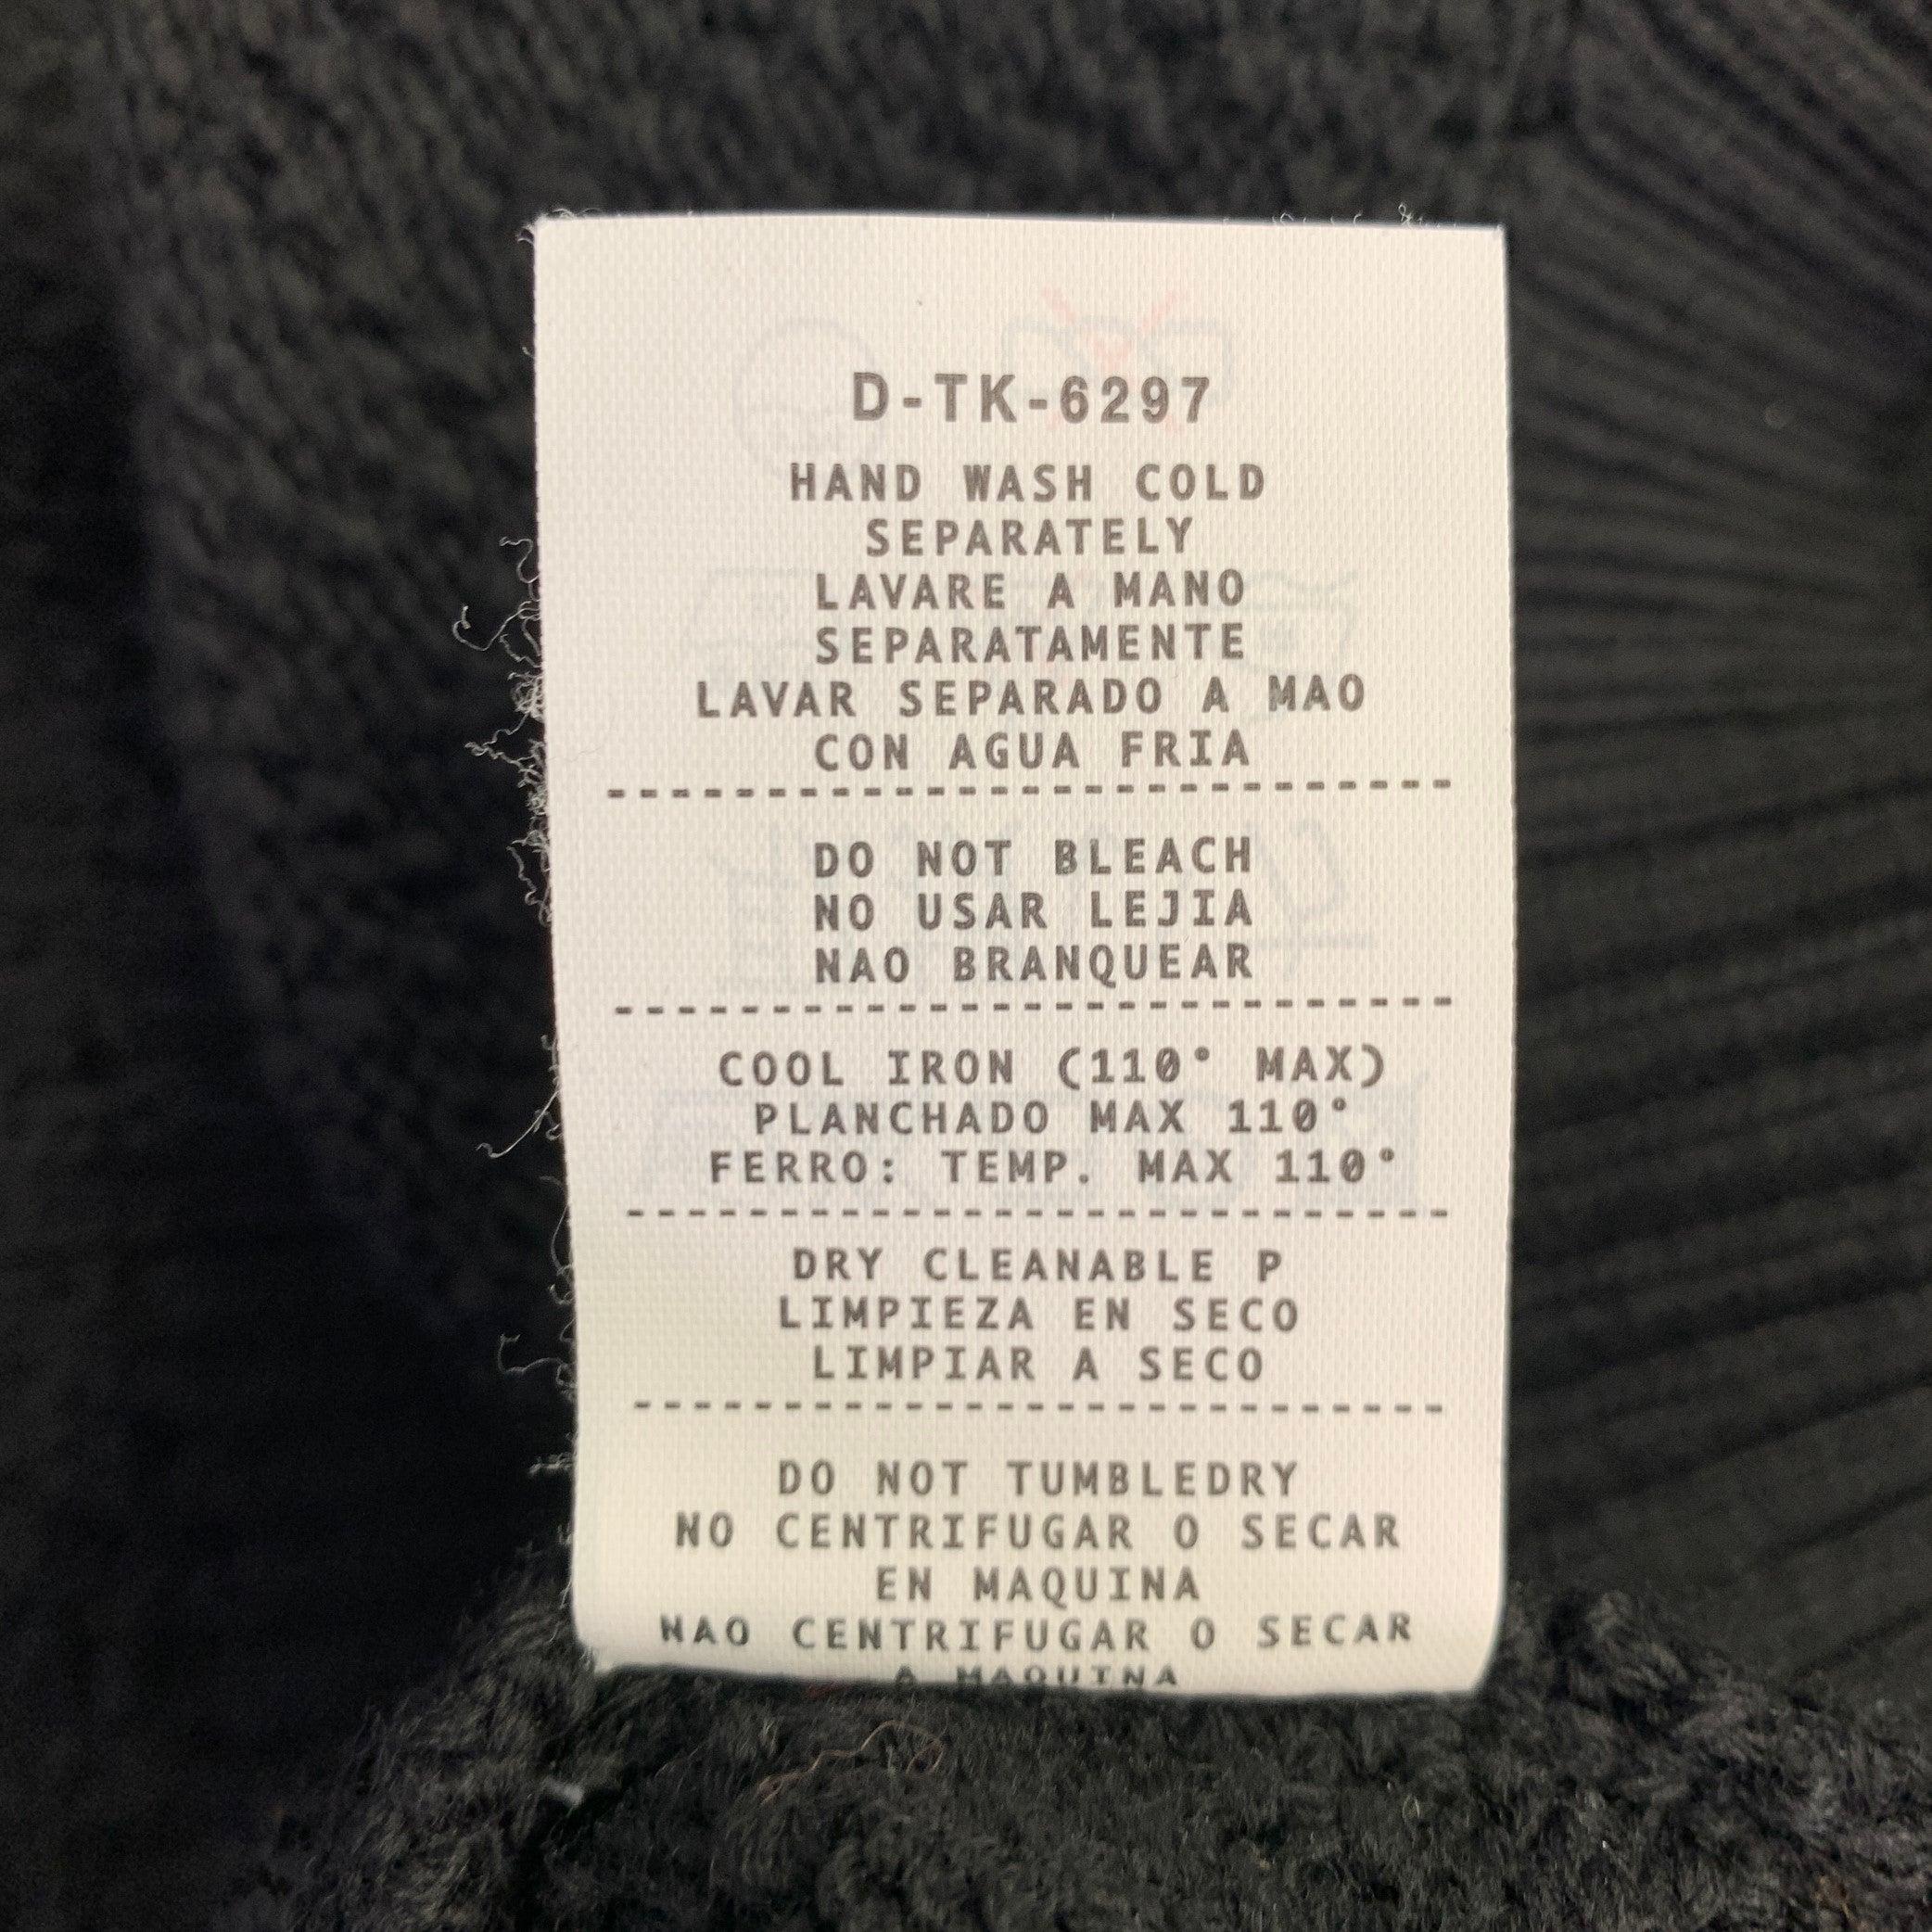 D-TK-6297
HAND WASH COLD
SEPARATELY
LAVARE A MANO
SEPARATAMENTE
LAVAR SEPARADO A MAO
CON AGUA FRIA
---------------------------
DO NOT BLEACH
NO USAR LEJIA
NAO BRANQUEAR
---------------------------
COOL IRON (110° MAX)
PLANCHADO MAX 110°
FERRO: TEMP. MAX 110°
---------------------------
DRY CLEANABLE P
LIMPIEZA EN SECO
LIMPIAR A SECO
---------------------------
DO NOT TUMBLEDRY
NO CENTRIFUGAR O SECAR
EN MAQUINA
NAO CENTRIFUGAR O SECAR
A MAQUINA